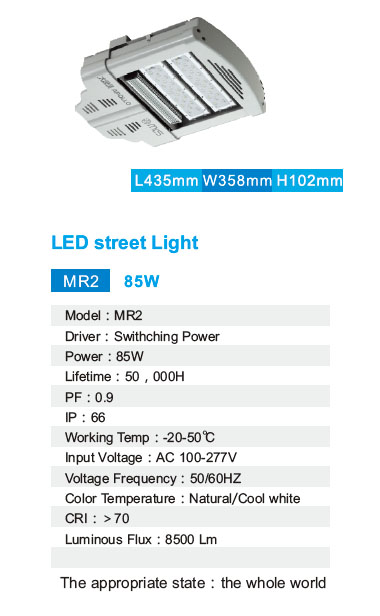 L435mm W358mm H102mm
LED street Light
MR2 85W
Model : MR2
Driver : Swithching Power
Power : 85W
Lifetime : 50 , 000H
PF : 0.9
IP : 66
Working Temp : -20-50℃
Input Voltage : AC 100-277V
Voltage Frequency : 50/60HZ
Color Temperature : Natural/Cool white
CRI : > 70
Luminous Flux : 8500 Lm
The appropriate state : the whole world